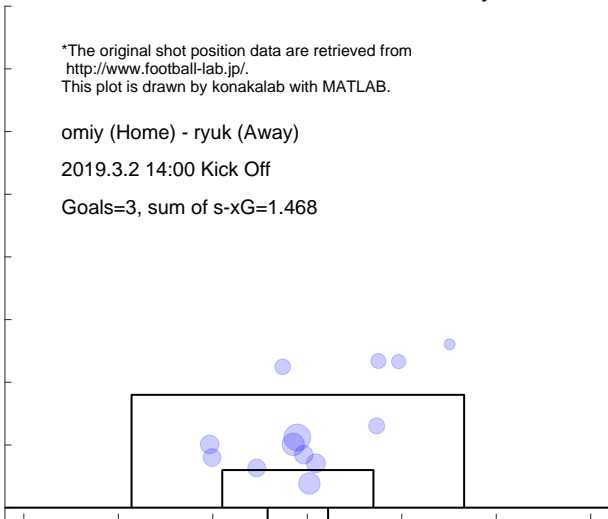 *The original shot position data are retrieved from
http://www.football-lab.jp/.
This plot is drawn by konakalab with MATLAB.
omiy (Home) - ryuk (Away)
2019.3.2 14:00 Kick Off
Goals=3, sum of s-xG=1.468